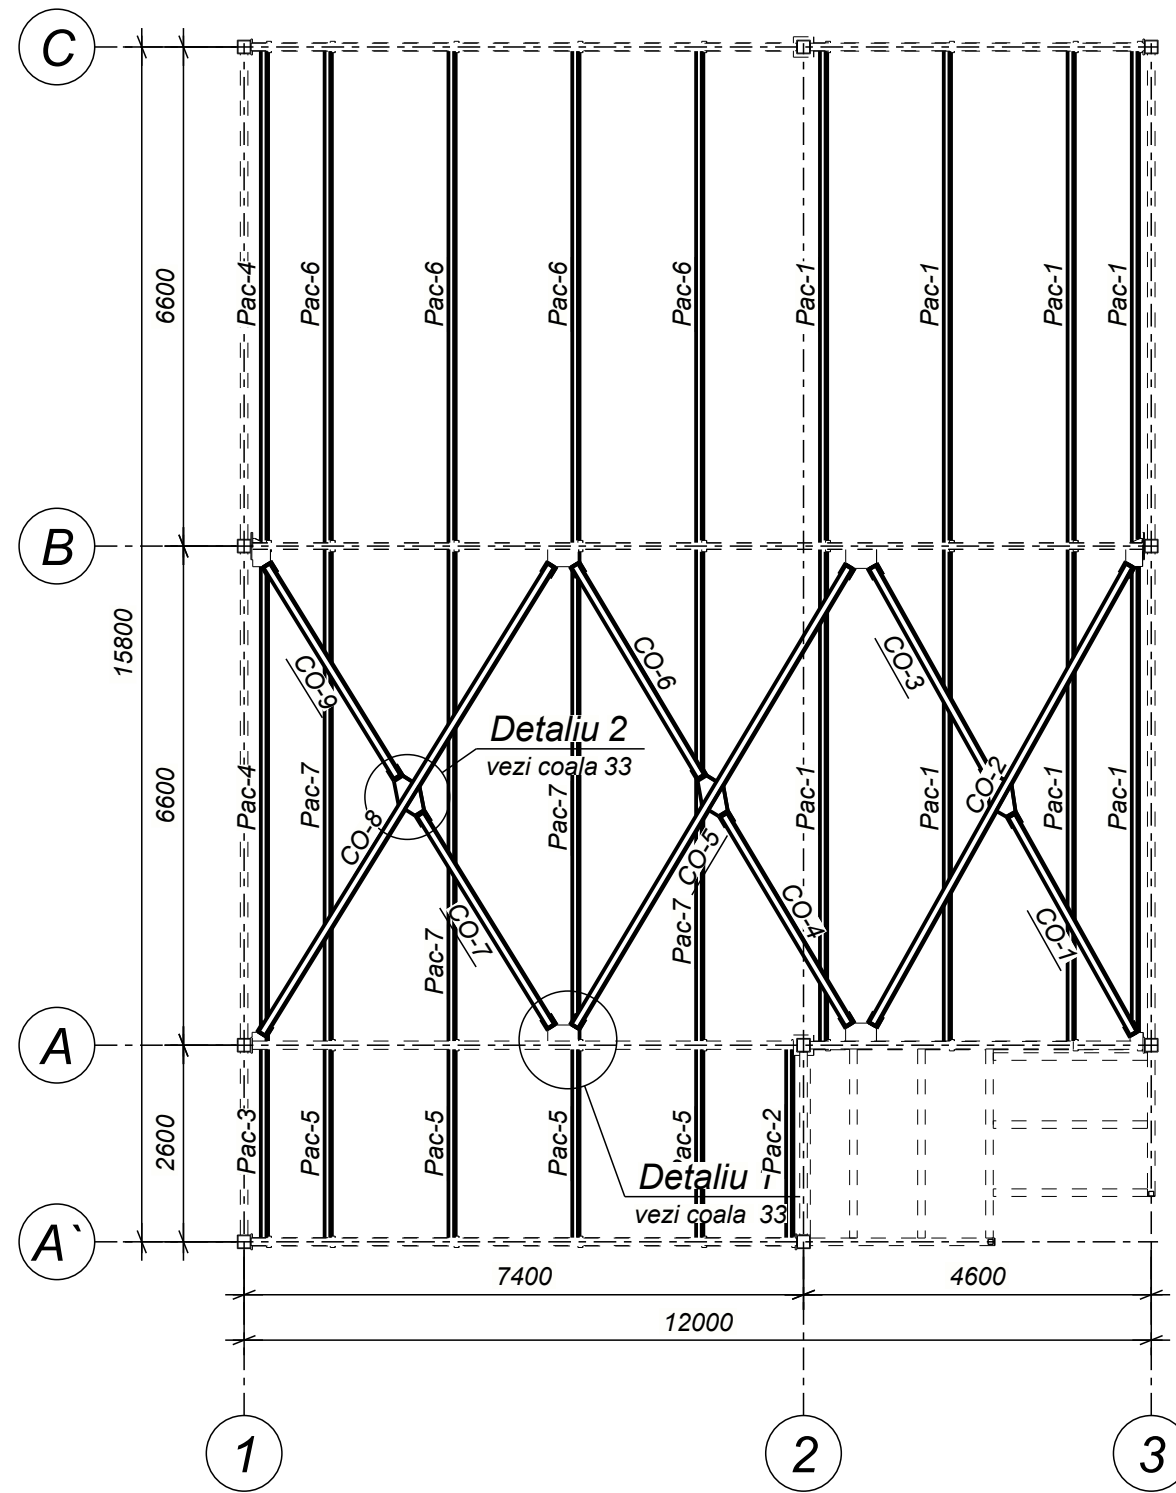 C
6600
Pac-4
Pac-6
Pac-6
Pac-6
Pac-6
Pac-1
Pac-1
Pac-1
Pac-1
B
15800
CO-9
CO-6
CO-3
Detaliu 2
vezi coala 33
6600
Pac-4
Pac-7
CO-8
Pac-7
CO-5
Pac-1
Pac-1
CO-2
Pac-1
Pac-1
Pac-7
CO-7
Pac-7
CO-4
CO-1
A
2600
Pac-3
Pac-5
Pac-5
Pac-5
Pac-5
Pac-2
Detaliu 1
vezi coala 33
A`
7400
4600
12000
1
2
3